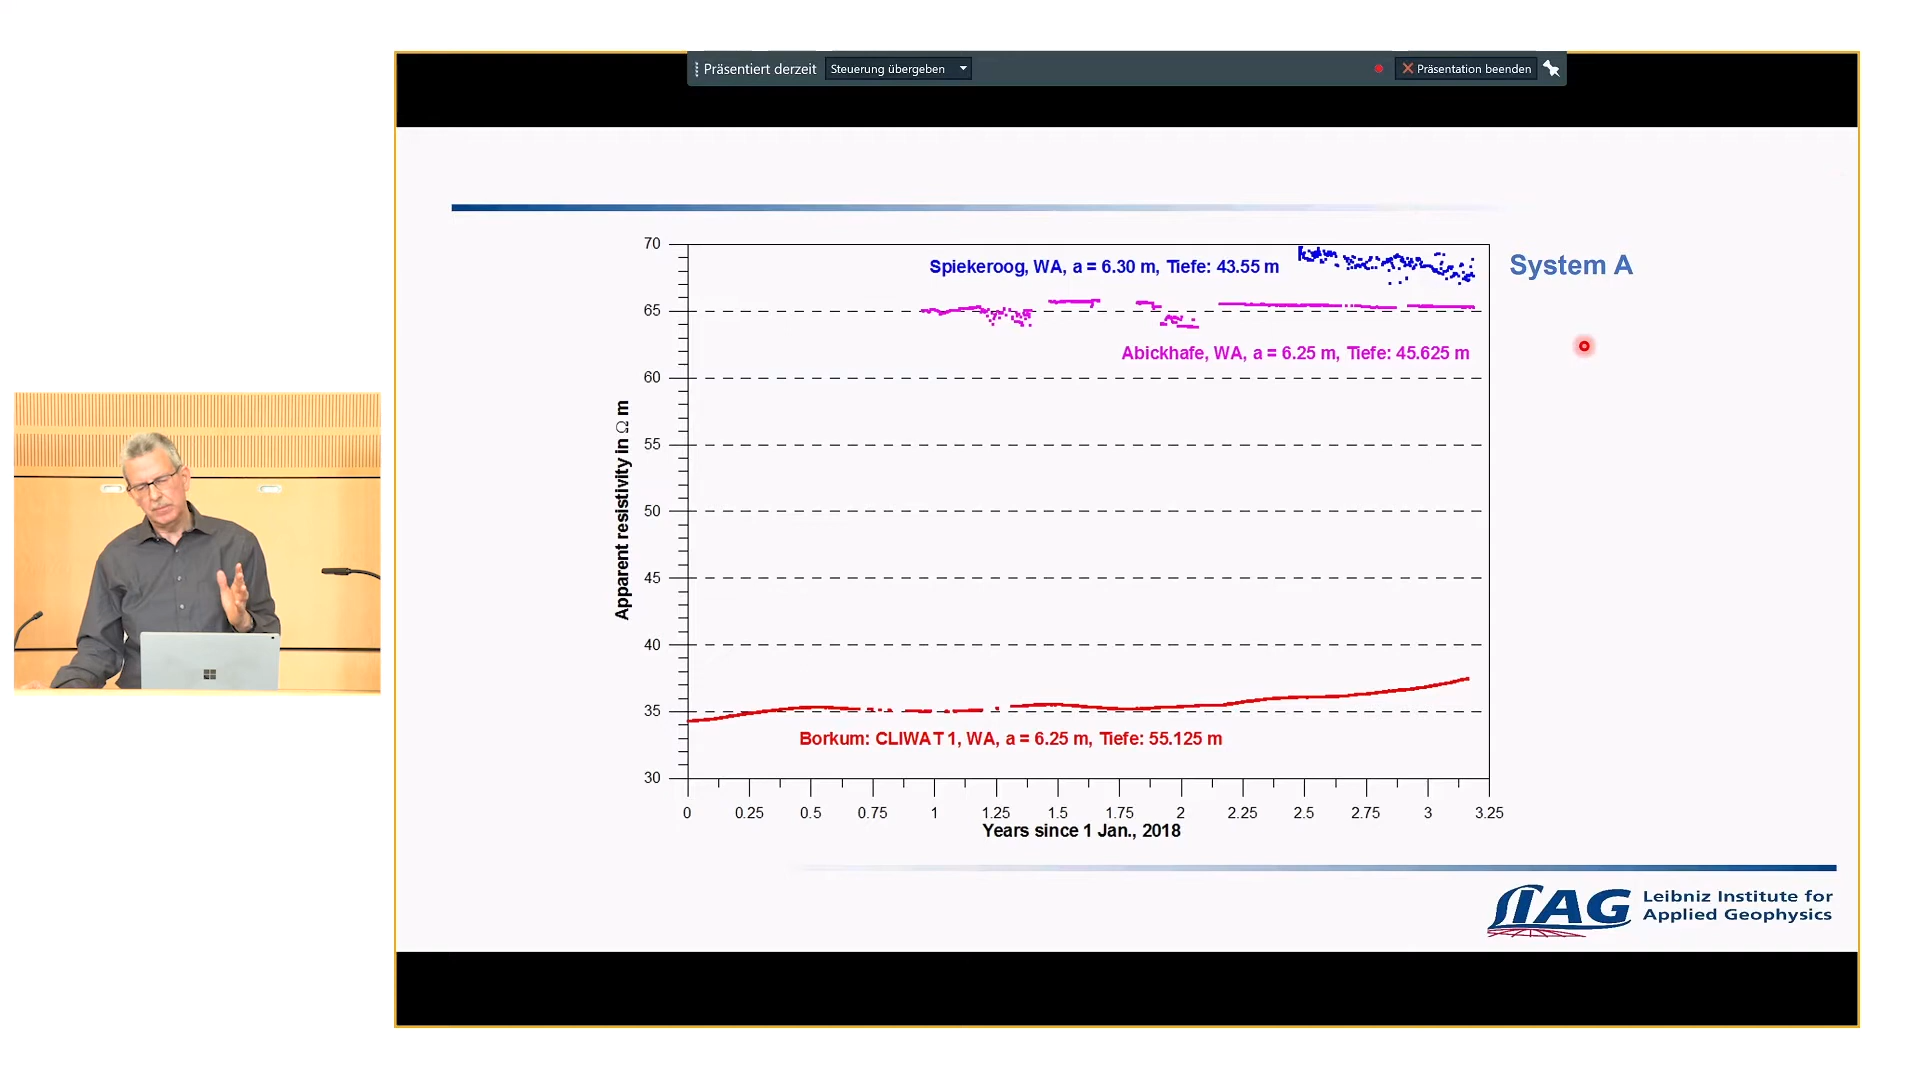 Präsentiert derzeit
Steuerung übergeben
Präsentation beenden
System A
70
65
60
55
50
45
40
35
30
Apparent resistivity in Ω m
Spiekeroog, WA, a = 6.30 m, Tiefe: 43.55 m
Abickhafe, WA, a = 6.25 m, Tiefe: 45.625 m
Borkum: CLIWAT 1, WA, a = 6.25 m, Tiefe: 55.125 m
0 0.25 0.5 0.75 1 1.25 1.5 1.75 2 2.25 2.5 2.75 3 3.25
Years since 1 Jan., 2018
LIAG
Leibniz Institute for
Applied Geophysics